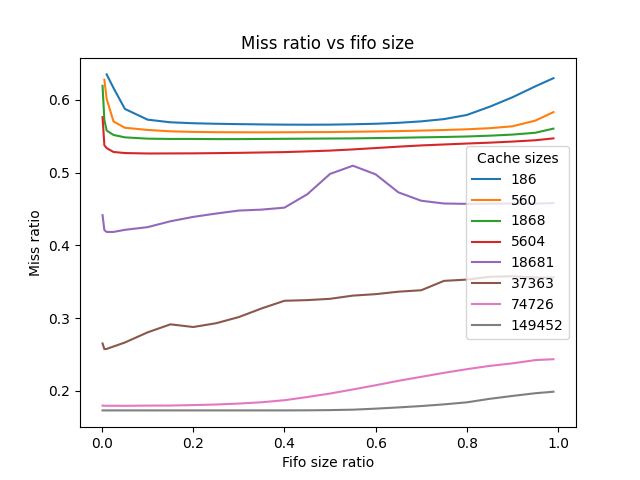 Miss ratio vs fifo size
Miss ratio
0.6
0.5
0.4
0.3
0.2
Cache sizes
186
560
1868
5604
18681
37363
74726
149452
0.0 0.2 0.4 0.6 0.8 1.0
Fifo size ratio